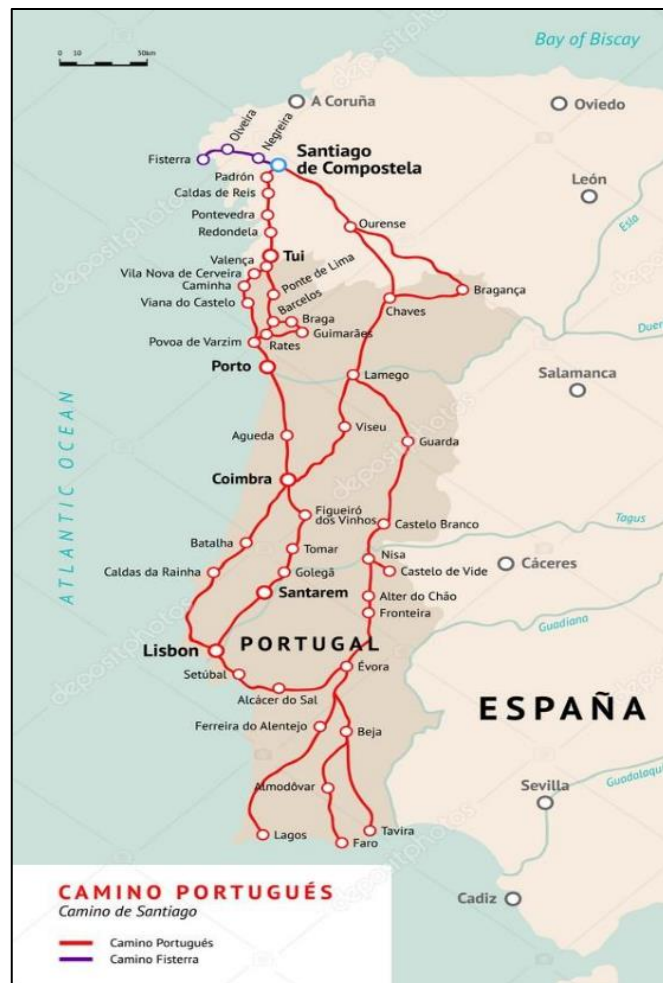 0 10 50km
Bay of Biscay
A Coruña
Oviedo
Olveira
Negreira
Fisterra
Santiago
de Compostela
Padrón
León
Caldas de Reis
Esla
Pontevedra
Ourense
Redondela
Valença
Tui
Vila Nova de Cerveira
Ponte de Lima
Caminha
Bragança
Viana do Castelo
Barcelos
Chaves
Braga
Guimarães
Duer
Povoa de Varzim
Rates
Porto
Lamego
Salamanca
Viseu
Agueda
Guarda
ATLANTIC OCEAN
Coimbra
Figueiró
dos Vinhos
Castelo Branco
Tagus
Batalha
Tomar
Nisa
Caldas da Rainha
Golegã
Castelo de Vide
Cáceres
Santarem
Alter do Chão
Fronteira
Guadiana
Lisbon
PORTUGAL
Setúbal
Évora
Alcácer do Sal
ESPAÑA
Ferreira do Alentejo
Beja
Guadalqui
Almodôvar
Sevilla
Lagos
Faro
Tavira
CAMINO PORTUGUÉS
Camino de Santiago
Cadiz
Camino Portugués
Camino Fisterra
depositphotos